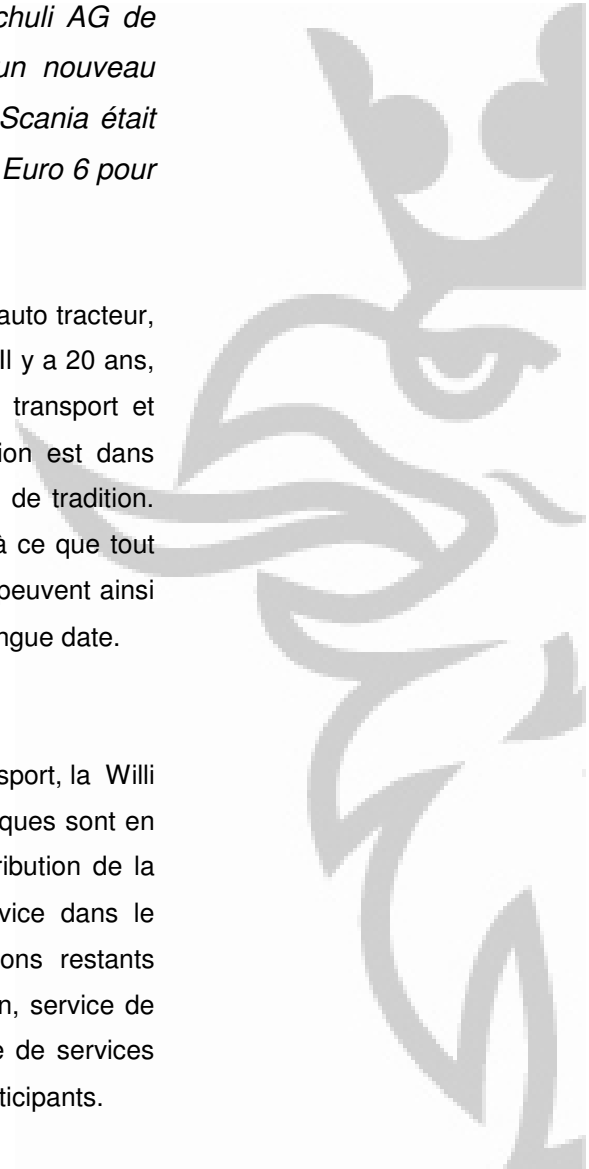 chuli AG de
un nouveau
Scania était
Euro 6 pour
auto tracteur,
Il y a 20 ans,
transport et
ion est dans
de tradition.
à ce que tout
peuvent ainsi
ngue date.
sport, la Willi
ques sont en
ribution de la
vice dans le
ons restants
n, service de
e de services
ticipants.